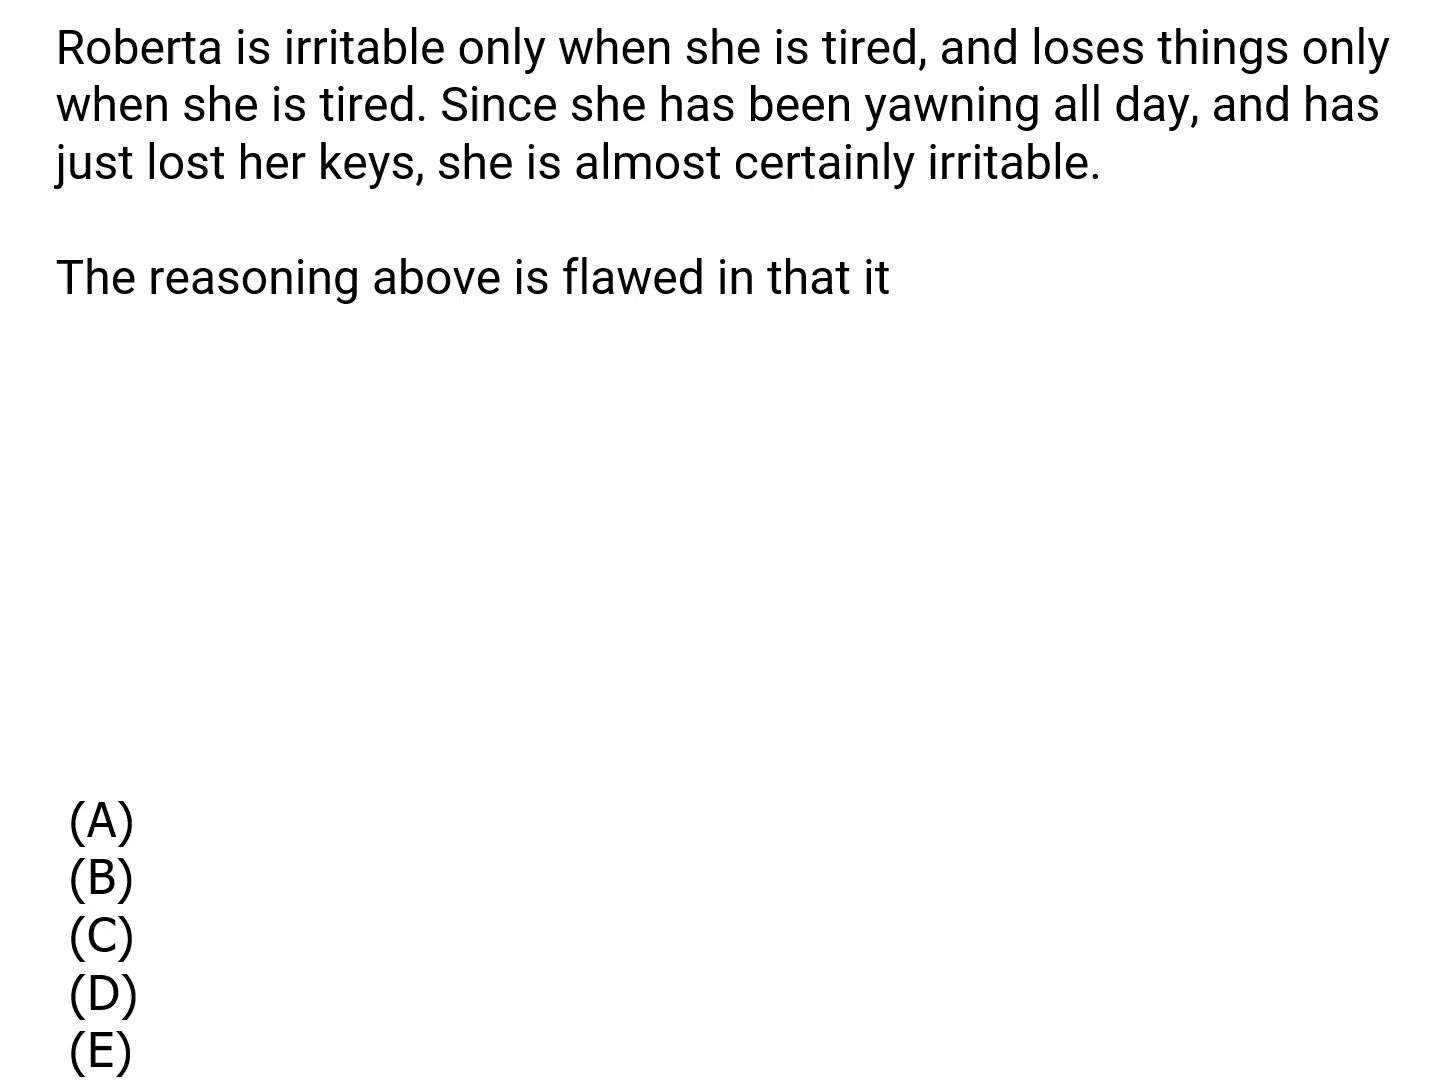 Roberta is irritable only when she is tired, and loses things only
when she is tired. Since she has been yawning all day, and has
just lost her keys, she is almost certainly irritable.
The reasoning above is flawed in that it
(A)
(B)
(C)
(D)
(E)